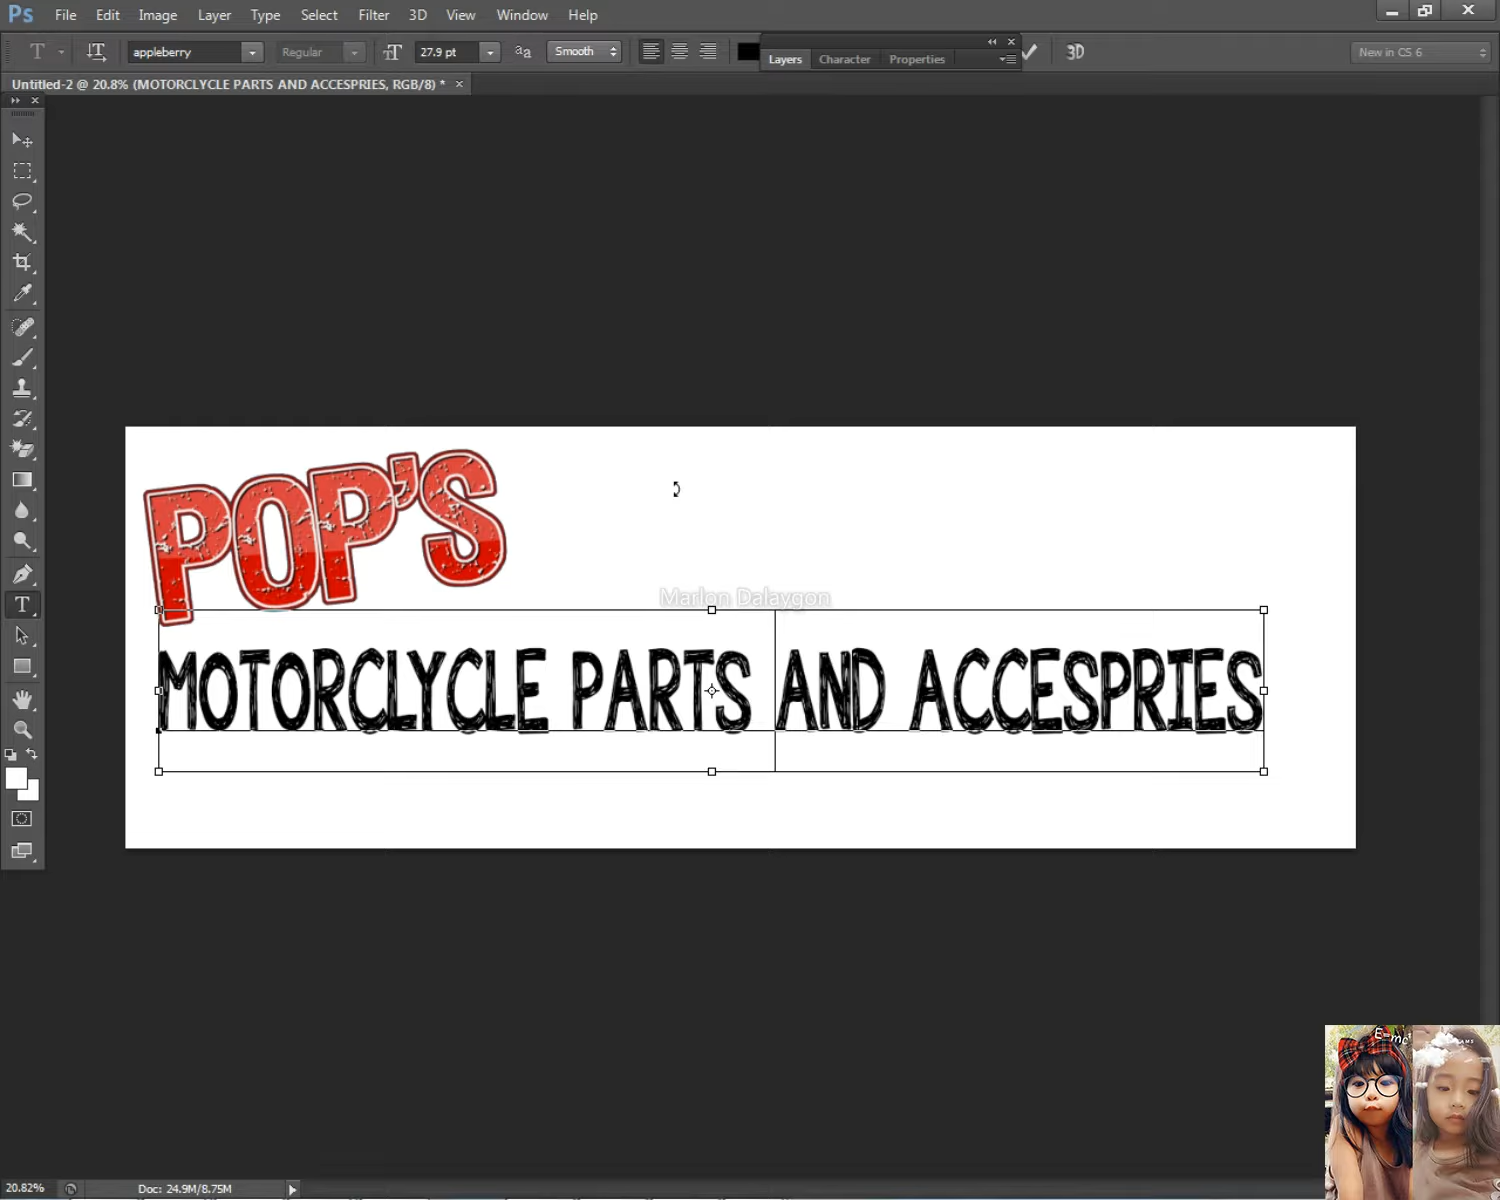 Ps File Edit Image Layer Type Select Filter 3D View Window Help
T appleberry Regular 27.9 pt aa Smooth 3D New in CS 6
Layers Character Properties
Untitled-2 @ 20.8% (MOTORCLYCLE PARTS AND ACCESPRIES, RGB/8) *
POP'S
Marlon Dalaygon
MOTORCLYCLE PARTS AND ACCESPRIES
20.82% Doc: 24.9M/8.75M